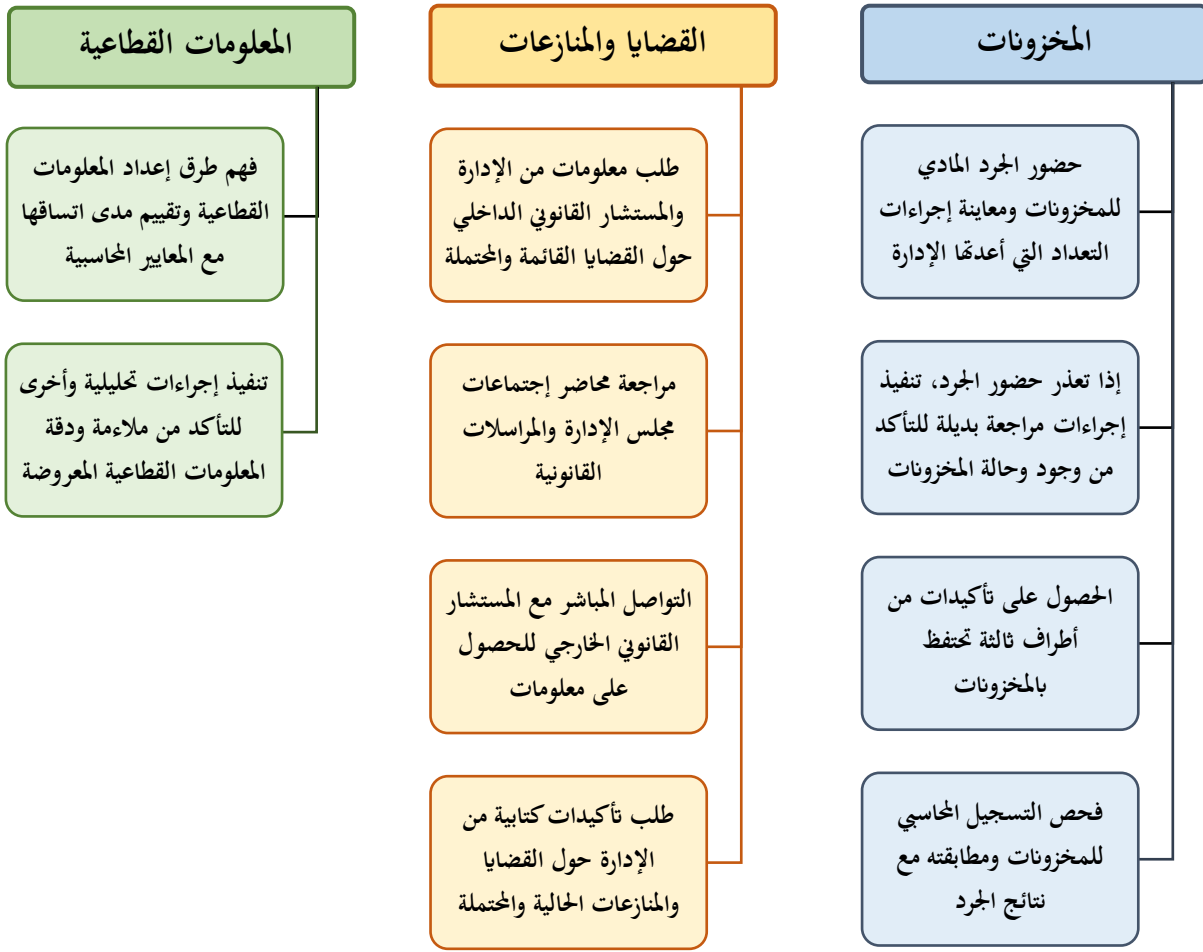 المخزونات
حضور الجرد المادي
للمخزونات ومعاينة إجراءات
التعداد التي أعدتها الإدارة
إذا تعذر حضور الجرد، تنفيذ
إجراءات مراجعة بديلة للتأكد
من وجود وحالة المخزونات
الحصول على تأكيدات من
أطراف ثالثة تحتفظ
بالمخزونات
فحص التسجيل المحاسبي
للمخزونات ومطابقته مع
نتائج الجرد
القضايا والمنازعات
طلب معلومات من الإدارة
والمستشار القانوني الداخلي
حول القضايا القائمة والمحتملة
مراجعة محاضر إجتماعات
مجلس الإدارة والمراسلات
القانونية
التواصل المباشر مع المستشار
القانوني الخارجي للحصول
على معلومات
طلب تأكيدات كتابية من
الإدارة حول القضايا
والمنازعات الحالية والمحتملة
المعلومات القطاعية
فهم طرق إعداد المعلومات
القطاعية وتقييم مدى اتساقها
مع المعايير المحاسبية
تنفيذ إجراءات تحليلية وأخرى
للتأكد من ملاءمة ودقة
المعلومات القطاعية المعروضة